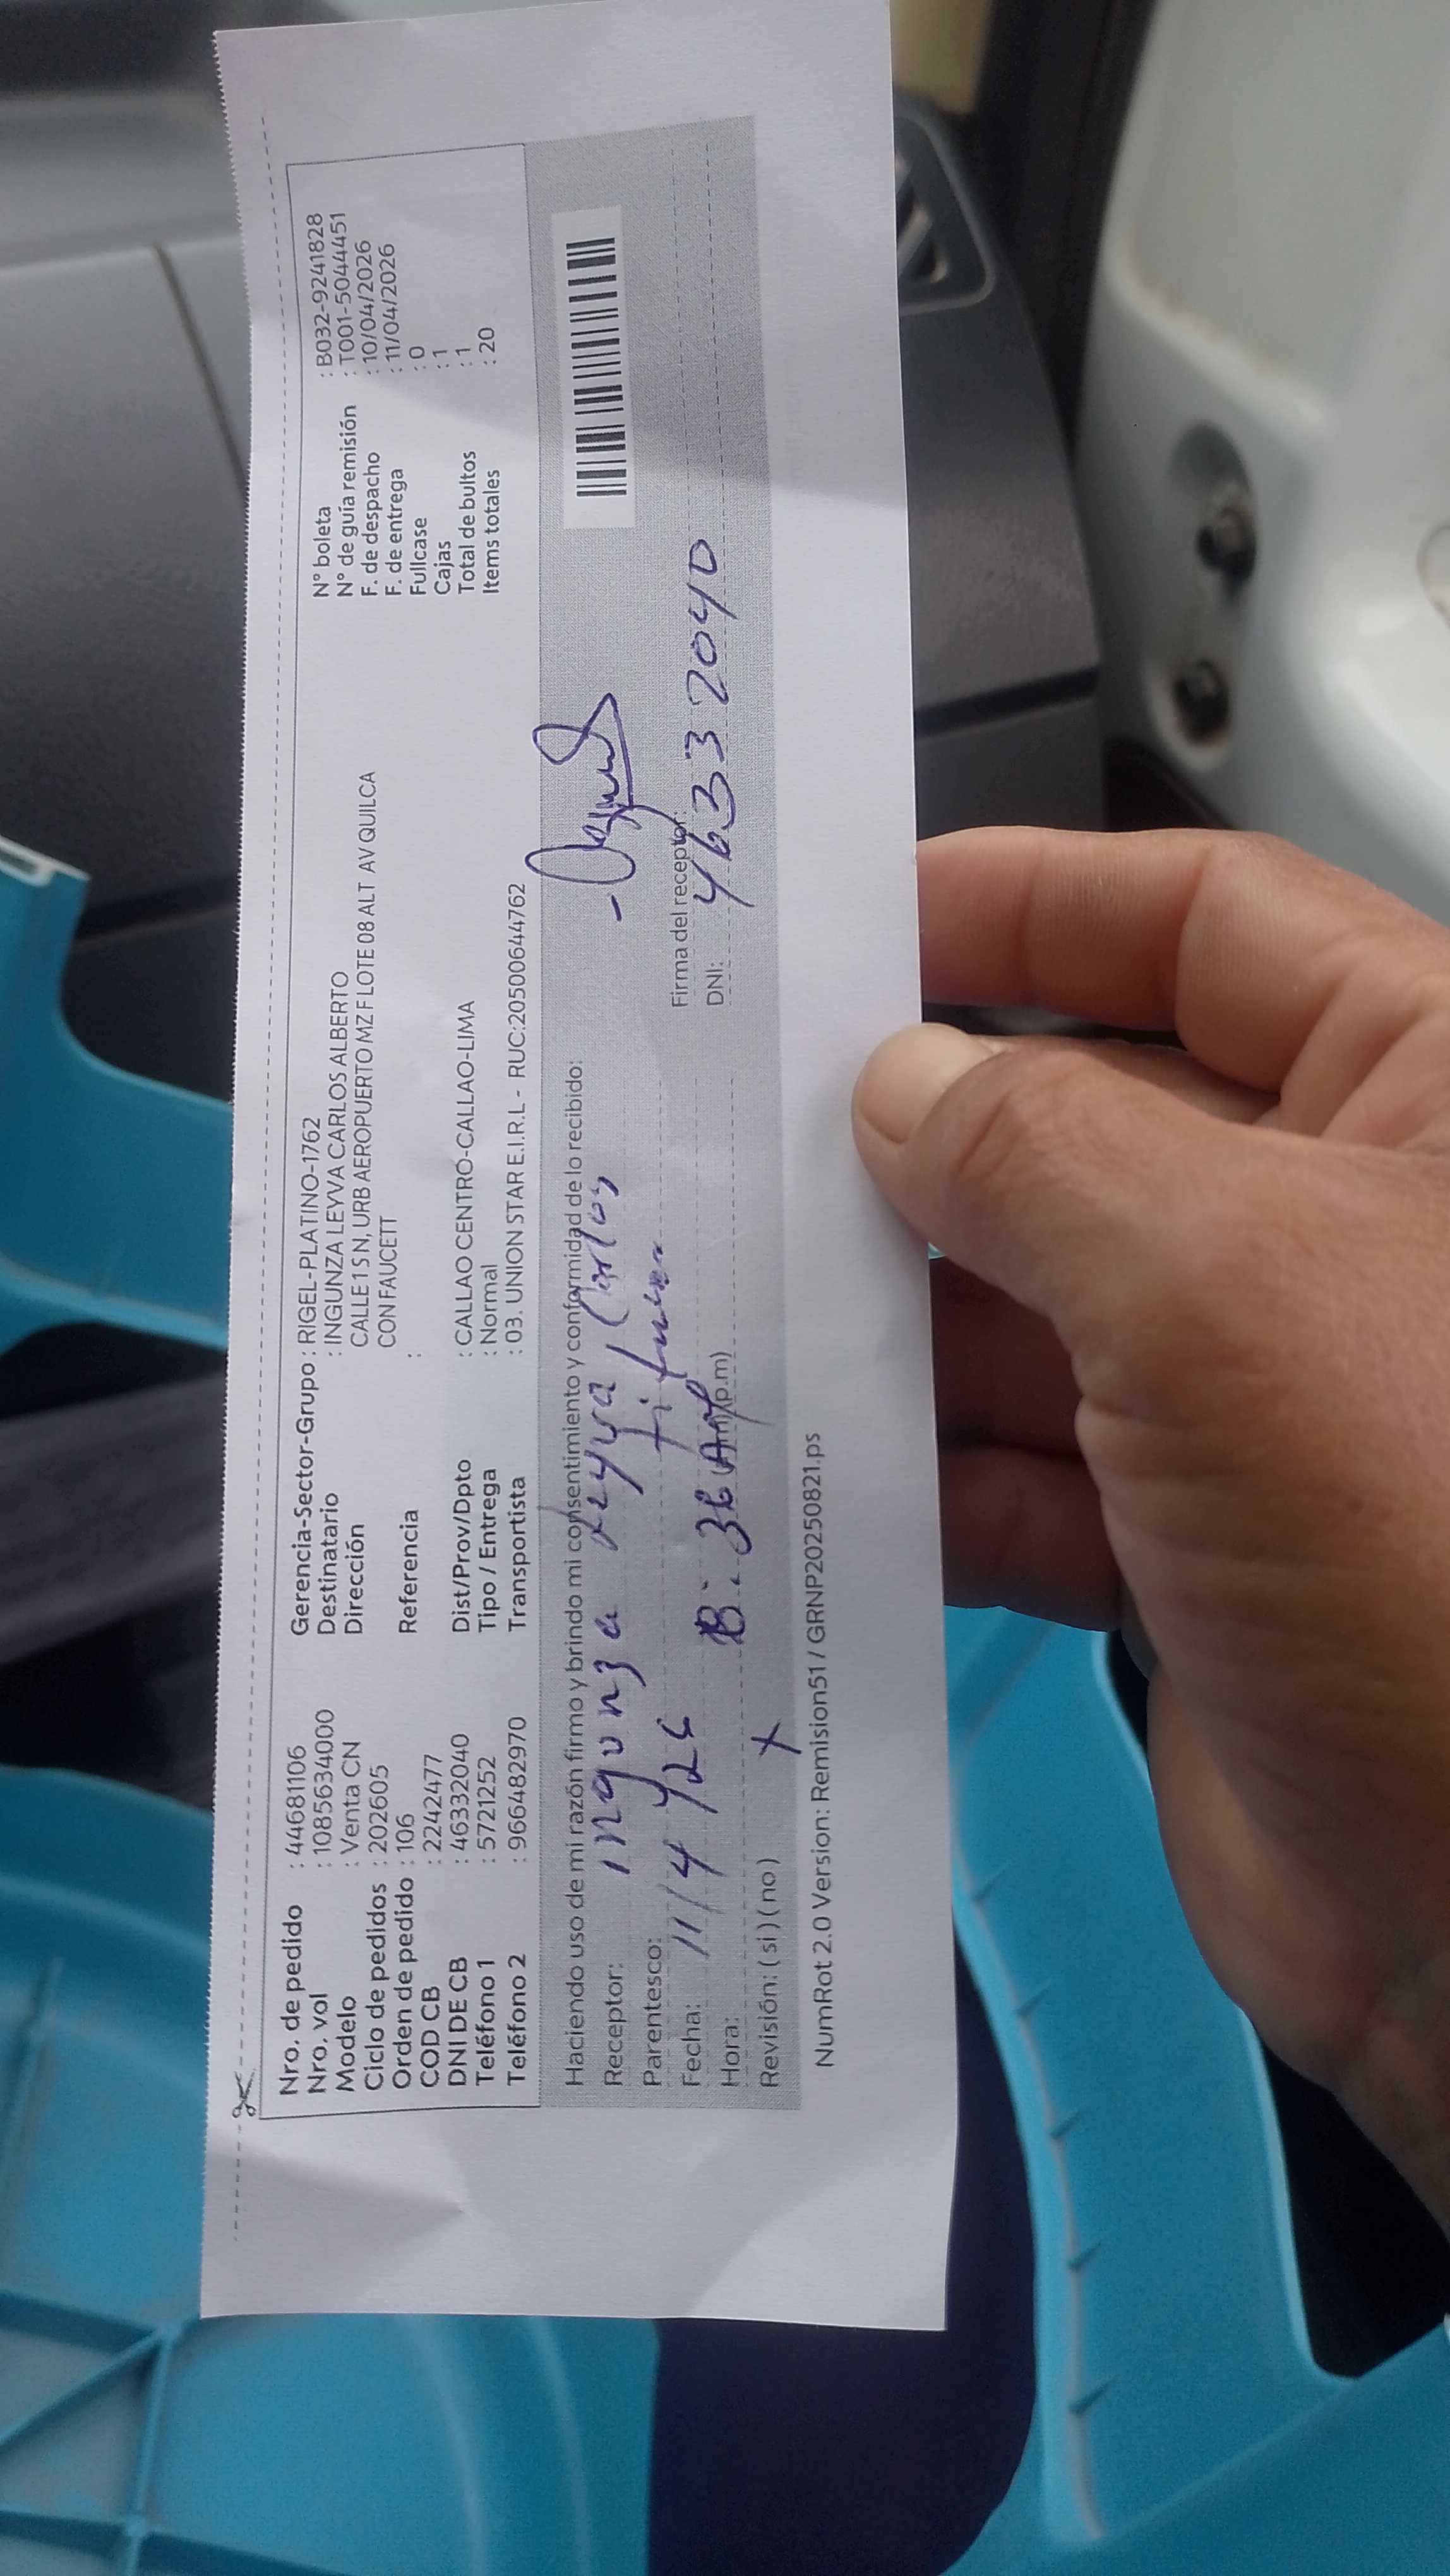 Nro. de pedido : 44681106
Nro. vol : 1085634000
Modelo : Venta CN
Ciclo de pedidos : 202605
Orden de pedido : 106
COD CB : 2242477
DNI DE CB : 46332040
Teléfono 1 : 5721252
Teléfono 2 : 966482970
Gerencia-Sector-Grupo : RIGEL-PLATINO-1762
Destinatario : INGUNZA LEYVA CARLOS ALBERTO
Dirección CALLE 1 S N, URB AEROPUERTO MZ F LOTE 08 ALT AV QUILCA
CON FAUCETT
Referencia :
Dist/Prov/Dpto : CALLAO CENTRO-CALLAO-LIMA
Tipo / Entrega : Normal
Transportista : 03. UNION STAR E.I.R.L - RUC:20500644762
N° boleta : B032-9241828
N° de guía remisión : T001-5044451
F. de despacho : 10/04/2026
F. de entrega : 11/04/2026
Fullcase : 0
Cajas : 1
Total de bultos : 1
Items totales : 20
Haciendo uso de mi razón firmo y brindo mi consentimiento y conformidad de lo recibido:
Receptor: Ingunza Leyva, Carlos
Parentesco:
Fecha: 11/4/26
Hora: (p.m)
Revisión: ( si ) ( no ) X
Firma del receptor:
DNI: 46332040
NumRot 2.0 Version: Remision51 / GRNP20250821.ps